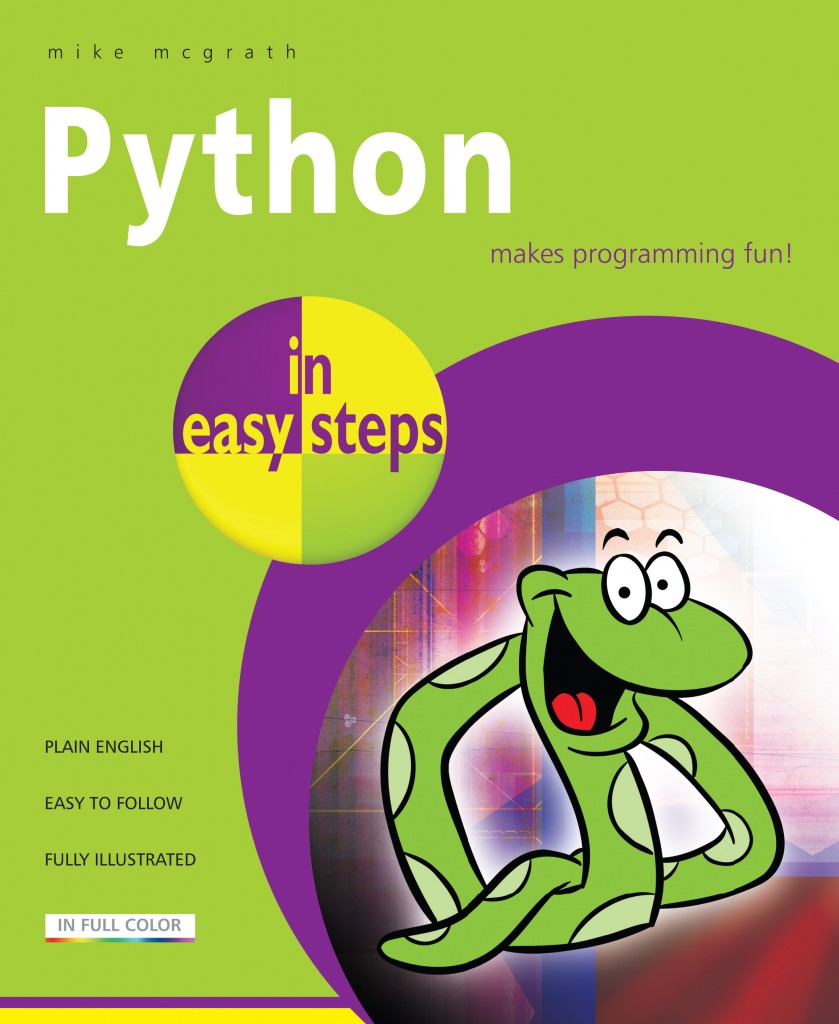 mike mcgrath
Python
makes programming fun!
in
easy steps
PLAIN ENGLISH
EASY TO FOLLOW
FULLY ILLUSTRATED
IN FULL COLOR